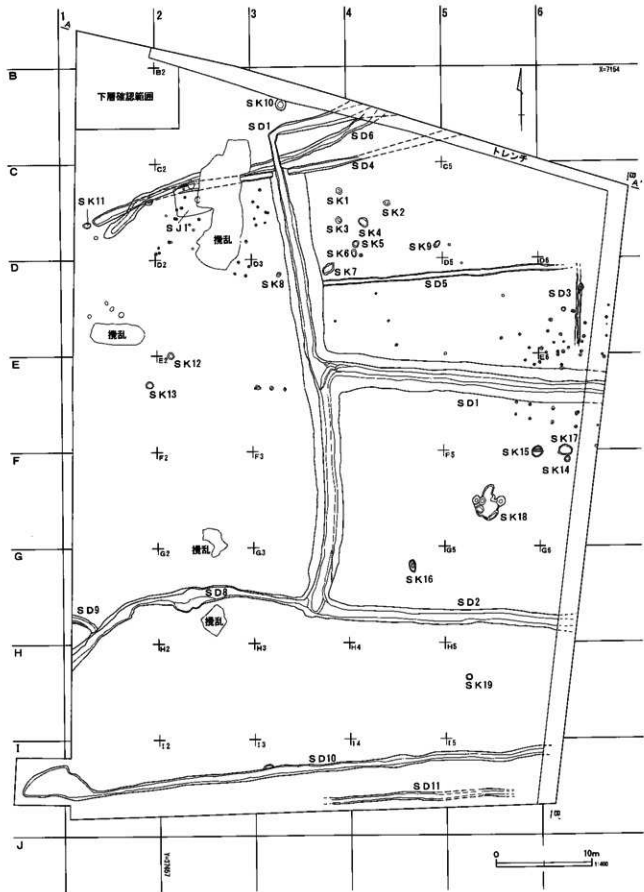 1 2 3 4 5 6
A
B
B2
X=7154
下層確認範囲
SK10
SD1
SD6
トレンチ
C
C2
SD4
C5
A'
SK11
SJ1
攪乱
SK1
SK2
SK3
SK4
SK5
SK6
SK9
D
D2
D3
SK8
SK7
D5
D6
SD5
SD3
攪乱
E
E2
SK12
E6
SK13
SD1
SK17
F
F2
F3
F5
SK15
SK14
SK18
G
G2
攪乱
G3
G5
G6
SK16
SD8
SD9
SD2
攪乱
H
H2
H3
H4
H5
SK19
I
I2
I3
I4
I5
SD10
SD11
J
0 10m